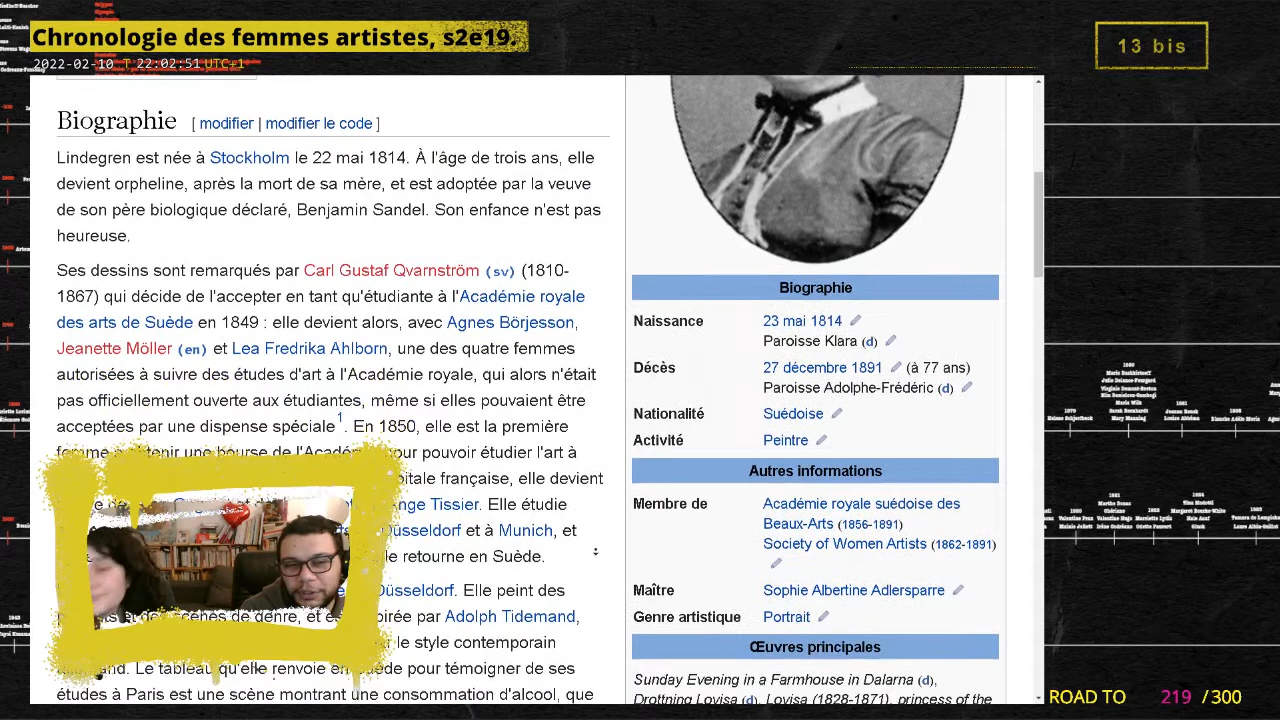 Chronologie des femmes artistes, s2e19
2022-02-10 T 22:02:51 UTC+1
13 bis
Biographie [ modifier | modifier le code ]
Lindegren est née à Stockholm le 22 mai 1814. À l'âge de trois ans, elle
devient orpheline, après la mort de sa mère, et est adoptée par la veuve
de son père biologique déclaré, Benjamin Sandel. Son enfance n'est pas
heureuse.
Ses dessins sont remarqués par Carl Gustaf Qvarnström (sv) (1810-
1867) qui décide de l'accepter en tant qu'étudiante à l'Académie royale
des arts de Suède en 1849 : elle devient alors, avec Agnes Börjesson,
Jeanette Möller (en) et Lea Fredrika Ahlborn, une des quatre femmes
autorisées à suivre des études d'art à l'Académie royale, qui alors n'était
pas officiellement ouverte aux étudiantes, même si elles pouvaient être
acceptées par une dispense spéciale 1. En 1850, elle est la première
femme à obtenir une bourse de l'Académie pour pouvoir étudier l'art à
capitale française, elle devient
Ange Tissier. Elle étudie
Düsseldorf et à Munich, et
le retourne en Suède.
Düsseldorf. Elle peint des
et des scènes de genre, et
par Adolph Tidemand,
le style contemporain
Le tableau qu'elle renvoie en Suède pour témoigner de ses
études à Paris est une scène montrant une consommation d'alcool, que
Biographie
Naissance 23 mai 1814
Paroisse Klara (d)
Décès 27 décembre 1891 (à 77 ans)
Paroisse Adolphe-Frédéric (d)
Nationalité Suédoise
Activité Peintre
Autres informations
Membre de Académie royale suédoise des
Beaux-Arts (1856-1891)
Society of Women Artists (1862-1891)
Maître Sophie Albertine Adlersparre
Genre artistique Portrait
Œuvres principales
Sunday Evening in a Farmhouse in Dalarna (d),
Drottning Lovisa (d), Lovisa (1828-1871), princess of the
ROAD TO 219 / 300